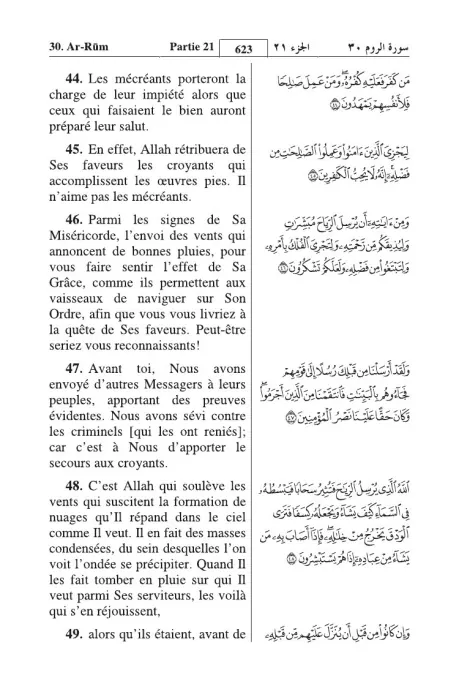 30. Ar-Rūm Partie 21 623 الجزء ٢١ سورة الروم ٣٠
44. Les mécréants porteront la
charge de leur impiété alors que
ceux qui faisaient le bien auront
préparé leur salut.
45. En effet, Allah rétribuera de
Ses faveurs les croyants qui
accomplissent les œuvres pies. Il
n’aime pas les mécréants.
46. Parmi les signes de Sa
Miséricorde, l’envoi des vents qui
annoncent de bonnes pluies, pour
vous faire sentir l’effet de Sa
Grâce, comme ils permettent aux
vaisseaux de naviguer sur Son
Ordre, afin que vous vous livriez à
la quête de Ses faveurs. Peut-être
seriez vous reconnaissants!
47. Avant toi, Nous avons
envoyé d’autres Messagers à leurs
peuples, apportant des preuves
évidentes. Nous avons sévi contre
les criminels [qui les ont reniés];
car c’est à Nous d’apporter le
secours aux croyants.
48. C’est Allah qui soulève les
vents qui suscitent la formation de
nuages qu’Il répand dans le ciel
comme Il veut. Il en fait des masses
condensées, du sein desquelles l’on
voit l’ondée se précipiter. Quand Il
les fait tomber en pluie sur qui Il
veut parmi Ses serviteurs, les voilà
qui s’en réjouissent,
49. alors qu’ils étaient, avant de
مَن كَفَرَ فَعَلَيْهِ كُفْرُهُۥ ۖ وَمَنْ عَمِلَ صَٰلِحًا
فَلِأَنفُسِهِمْ يَمْهَدُونَ ٤٤
لِيَجْزِىَ ٱلَّذِينَ ءَامَنُوا۟ وَعَمِلُوا۟ ٱلصَّٰلِحَٰتِ مِن
فَضْلِهِۦٓ ۚ إِنَّهُۥ لَا يُحِبُّ ٱلْكَٰفِرِينَ ٤٥
وَمِنْ ءَايَٰتِهِۦٓ أَن يُرْسِلَ ٱلرِّيَاحَ مُبَشِّرَٰتٍ
وَلِيُذِيقَكُم مِّن رَّحْمَتِهِۦ وَلِتَجْرِىَ ٱلْفُلْكُ بِأَمْرِهِۦ
وَلِتَبْتَغُوا۟ مِن فَضْلِهِۦ وَلَعَلَّكُمْ تَشْكُرُونَ ٤٦
وَلَقَدْ أَرْسَلْنَا مِن قَبْلِكَ رُسُلًا إِلَىٰ قَوْمِهِمْ
فَجَآءُوهُم بِٱلْبَيِّنَٰتِ فَٱنتَقَمْنَا مِنَ ٱلَّذِينَ أَجْرَمُوا۟ ۖ
وَكَانَ حَقًّا عَلَيْنَا نَصْرُ ٱلْمُؤْمِنِينَ ٤٧
ٱللَّهُ ٱلَّذِى يُرْسِلُ ٱلرِّيَٰحَ فَتُثِيرُ سَحَابًا فَيَبْسُطُهُۥ
فِى ٱلسَّمَآءِ كَيْفَ يَشَآءُ وَيَجْعَلُهُۥ كِسَفًا فَتَرَى
ٱلْوَدْقَ يَخْرُجُ مِنْ خِلَٰلِهِۦ ۖ فَإِذَآ أَصَابَ بِهِۦ مَن
يَشَآءُ مِنْ عِبَادِهِۦٓ إِذَا هُمْ يَسْتَبْشِرُونَ ٤٨
وَإِن كَانُوا۟ مِن قَبْلِ أَن يُنَزَّلَ عَلَيْهِم مِّن قَبْلِهِۦ